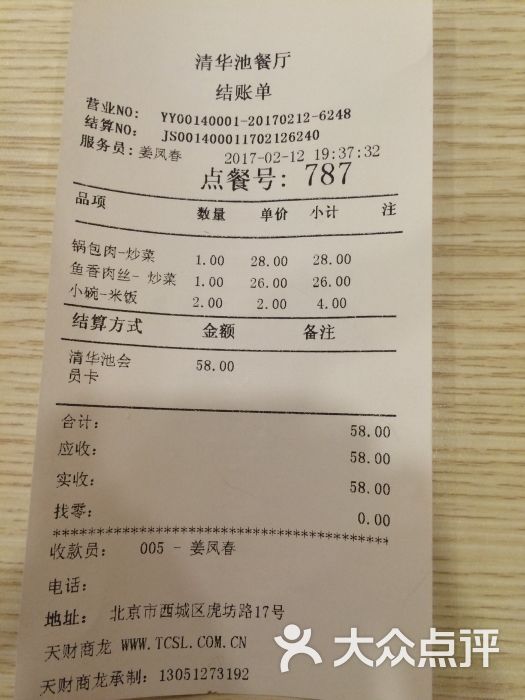 清华池餐厅
结账单
营业NO: YY00140001-20170212-6248
结算NO: JS001400011702126240
服务员: 姜凤春 2017-02-12 19:37:32
点餐号: 787
品项 数量 单价 小计 注
锅包肉-炒菜 1.00 28.00 28.00
鱼香肉丝- 炒菜 1.00 26.00 26.00
小碗-米饭 2.00 2.00 4.00
结算方式 金额 备注
清华池会 58.00
员卡
合计: 58.00
应收: 58.00
实收: 58.00
找零: 0.00
******************************************
收款员: 005 - 姜凤春
电话:
地址: 北京市西城区虎坊路17号
天财商龙 WWW.TCSL.COM.CN
天财商龙承制: 13051273192
大众点评